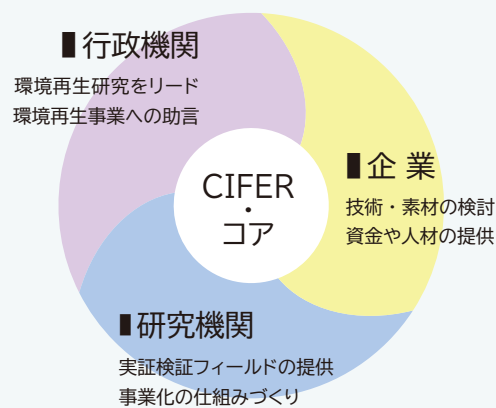 ▮行政機関
環境再生研究をリード
環境再生事業への助言
▮企 業
技術・素材の検討
資金や人材の提供
CIFER
・
コア
▮研究機関
実証検証フィールドの提供
事業化の仕組みづくり